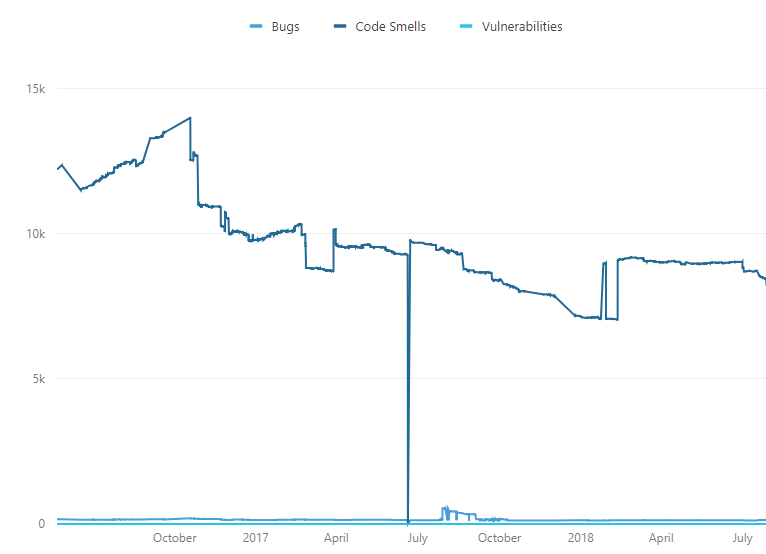 Bugs Code Smells Vulnerabilities
15k
10k
5k
0
October 2017 April July October 2018 April July